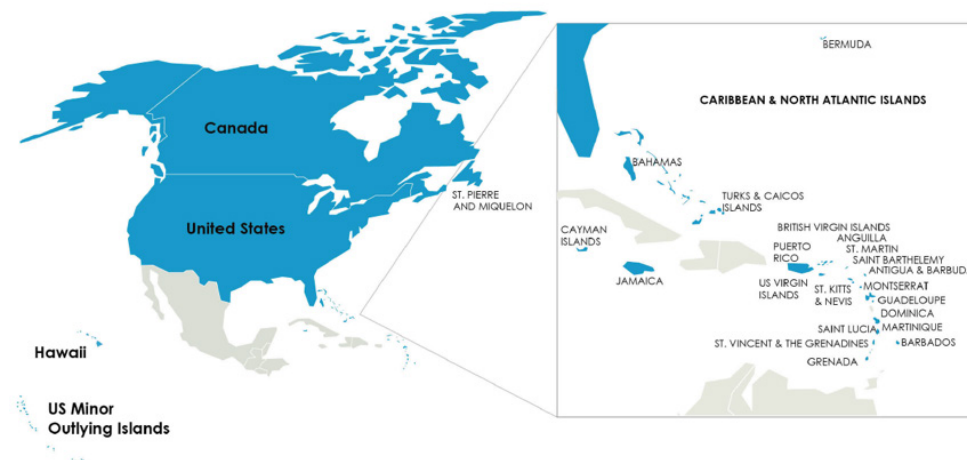 Canada
United States
ST. PIERRE
AND MIQUELON
Hawaii
US Minor
Outlying Islands
BERMUDA
CARIBBEAN & NORTH ATLANTIC ISLANDS
BAHAMAS
TURKS & CAICOS
ISLANDS
CAYMAN
ISLANDS
JAMAICA
BRITISH VIRGIN ISLANDS
ANGUILLA
PUERTO
RICO
ST. MARTIN
SAINT BARTHELEMY
ANTIGUA & BARBUD
US VIRGIN
ISLANDS
ST. KITTS
& NEVIS
MONTSERRAT
GUADELOUPE
DOMINICA
SAINT LUCIA
MARTINIQUE
ST. VINCENT & THE GRENADINES
BARBADOS
GRENADA